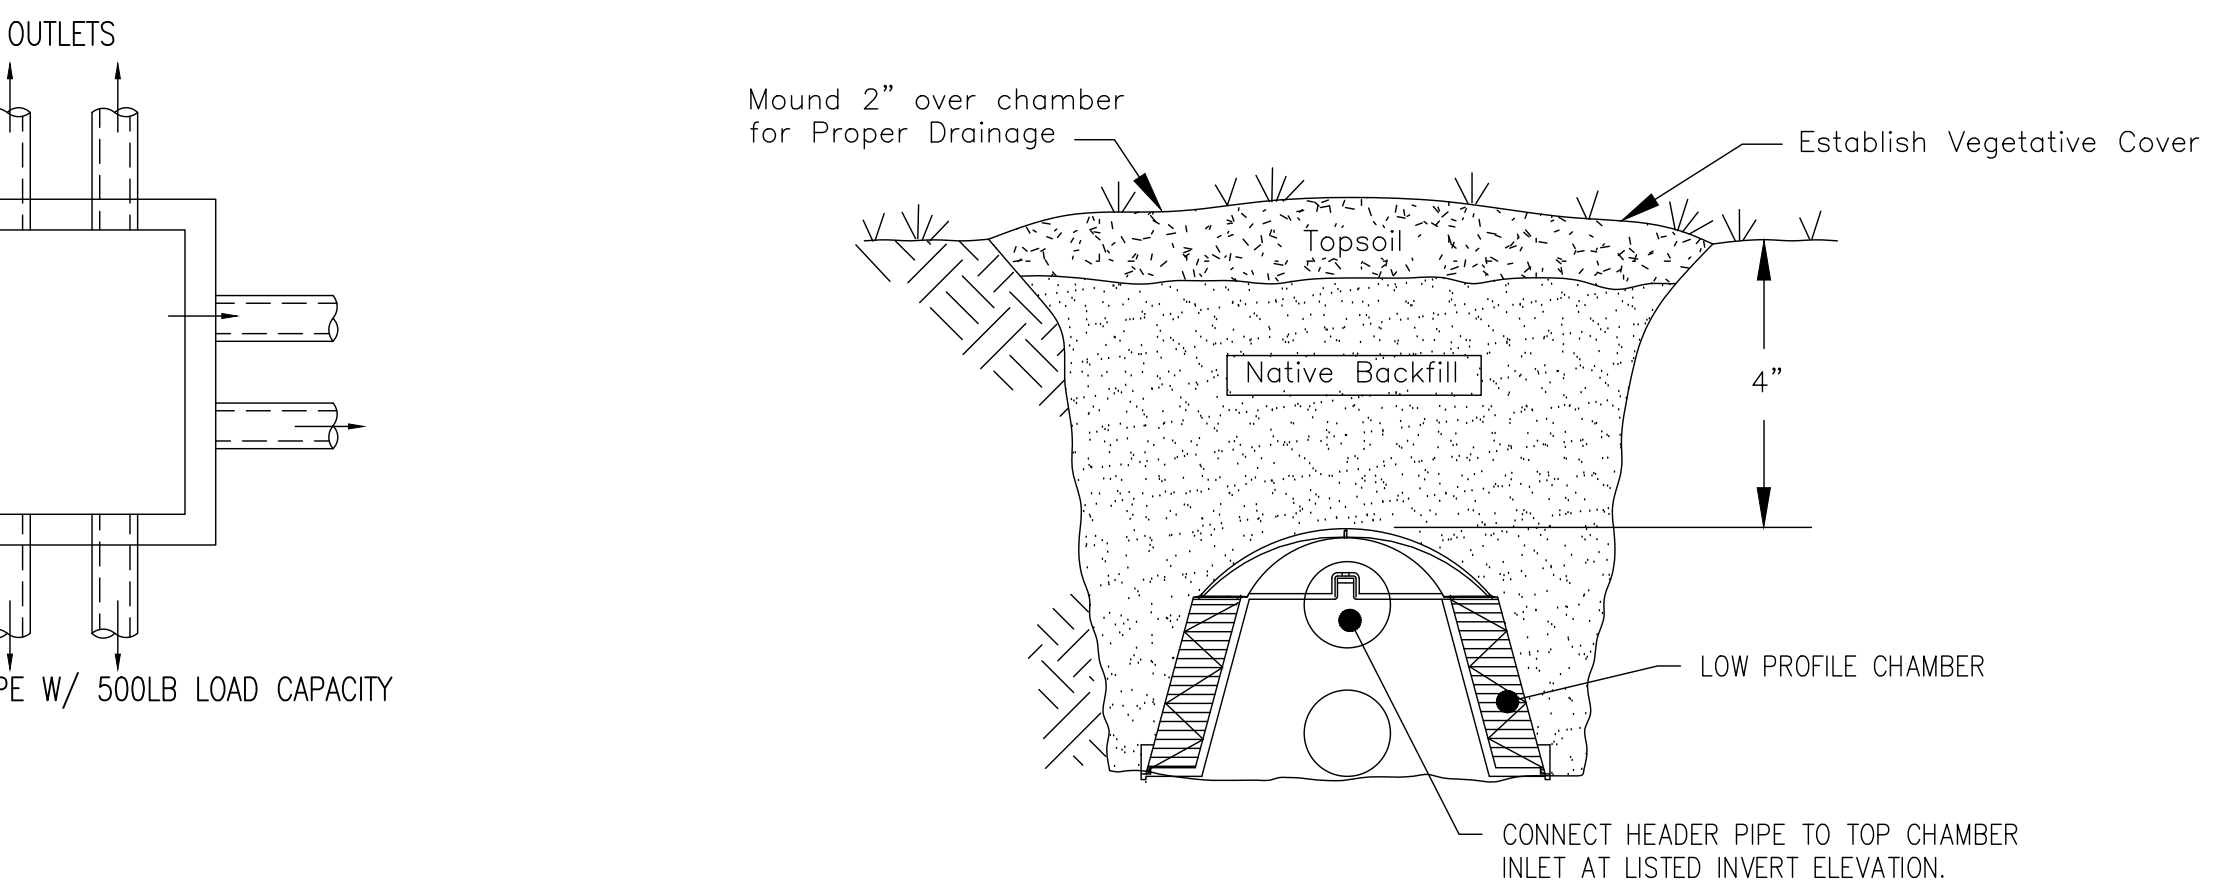 OUTLETS
W/ 500LB LOAD CAPACITY
Mound 2” over chamber
for Proper Drainage
Establish Vegetative Cover
Topsoil
Native Backfill
4”
LOW PROFILE CHAMBER
CONNECT HEADER PIPE TO TOP CHAMBER
INLET AT LISTED INVERT ELEVATION.